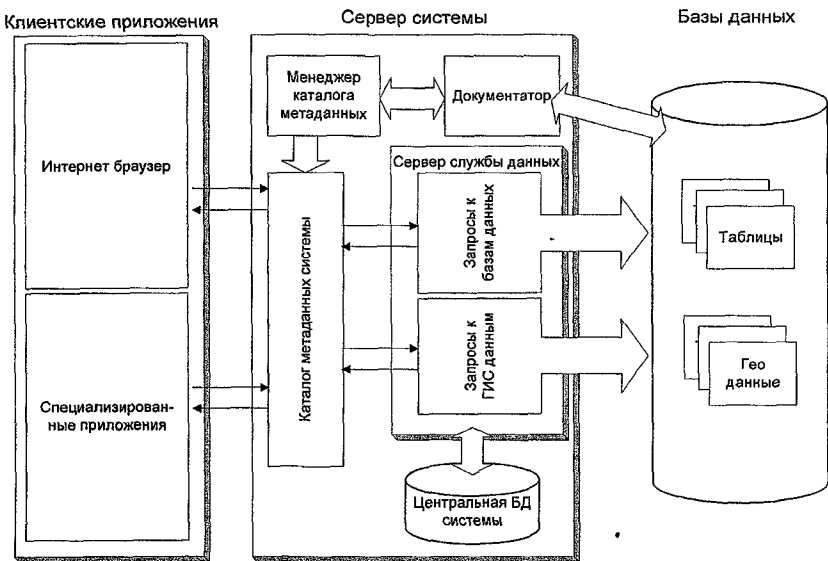 Клиентские приложения
Сервер системы
Базы данных
Менеджер
каталога
метаданных
Документатор
Интернет браузер
Сервер службы данных
Каталог метаданных системы
Запросы к
базам данных
Таблицы
Запросы к
ГИС данным
Гео
данные
Специализирован-
ные приложения
Центральная БД
системы